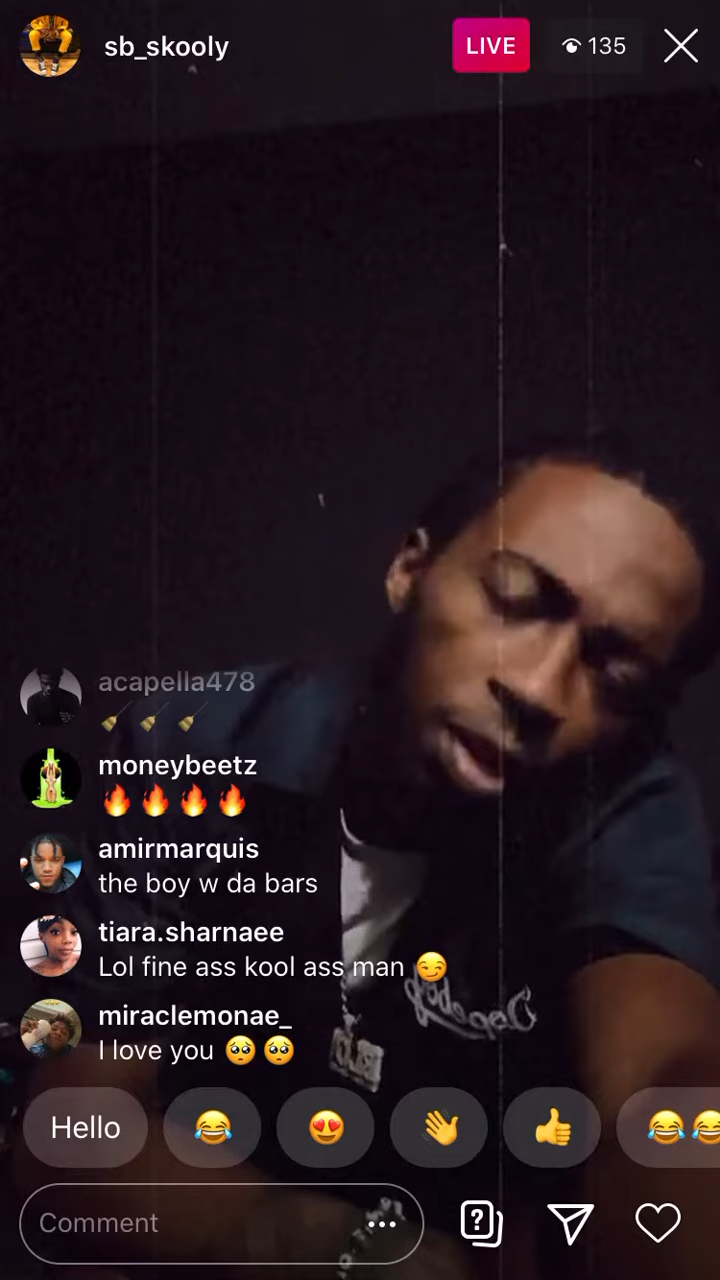 sb_skooly
LIVE
135
acapella478
🧹 🧹 🧹
moneybeetz
🔥 🔥 🔥 🔥
amirmarquis
the boy w da bars
tiara.sharnaee
Lol fine ass kool ass man 😏
miraclemonae_
I love you 🥺 🥺
Hello 😂 😍 👋 👍 😂😂
Comment